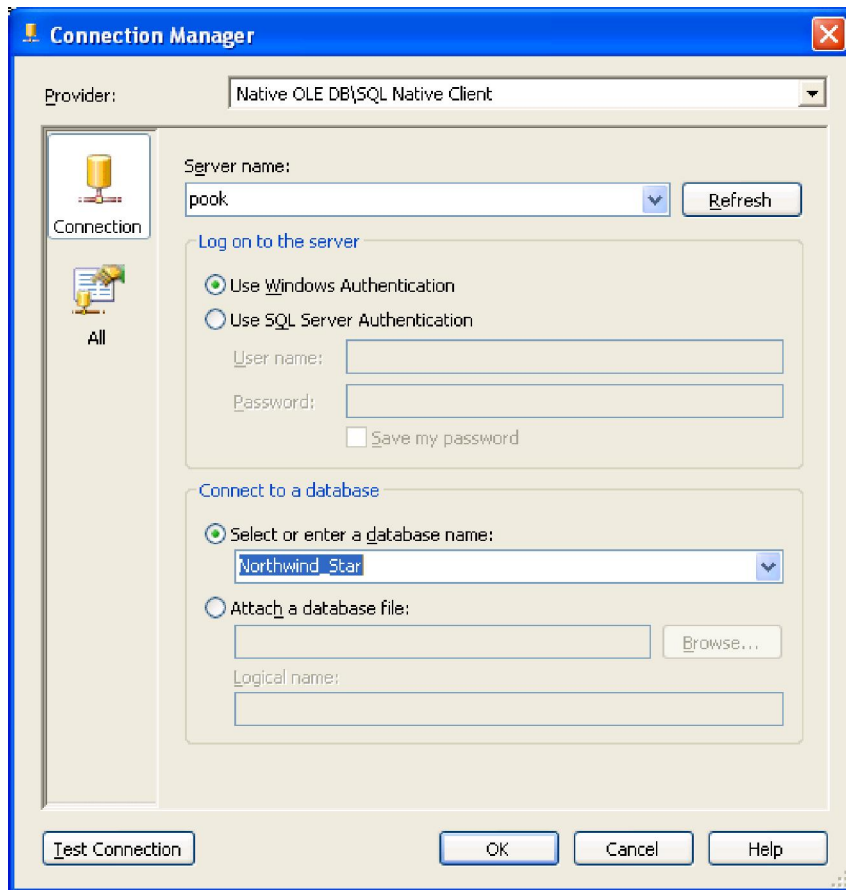 Connection Manager
Provider:
Native OLE DB\SQL Native Client
Connection
All
Server name:
pook
Refresh
Log on to the server
Use Windows Authentication
Use SQL Server Authentication
User name:
Password:
Save my password
Connect to a database
Select or enter a database name:
Northwind_Star
Attach a database file:
Browse...
Logical name:
Test Connection
OK
Cancel
Help